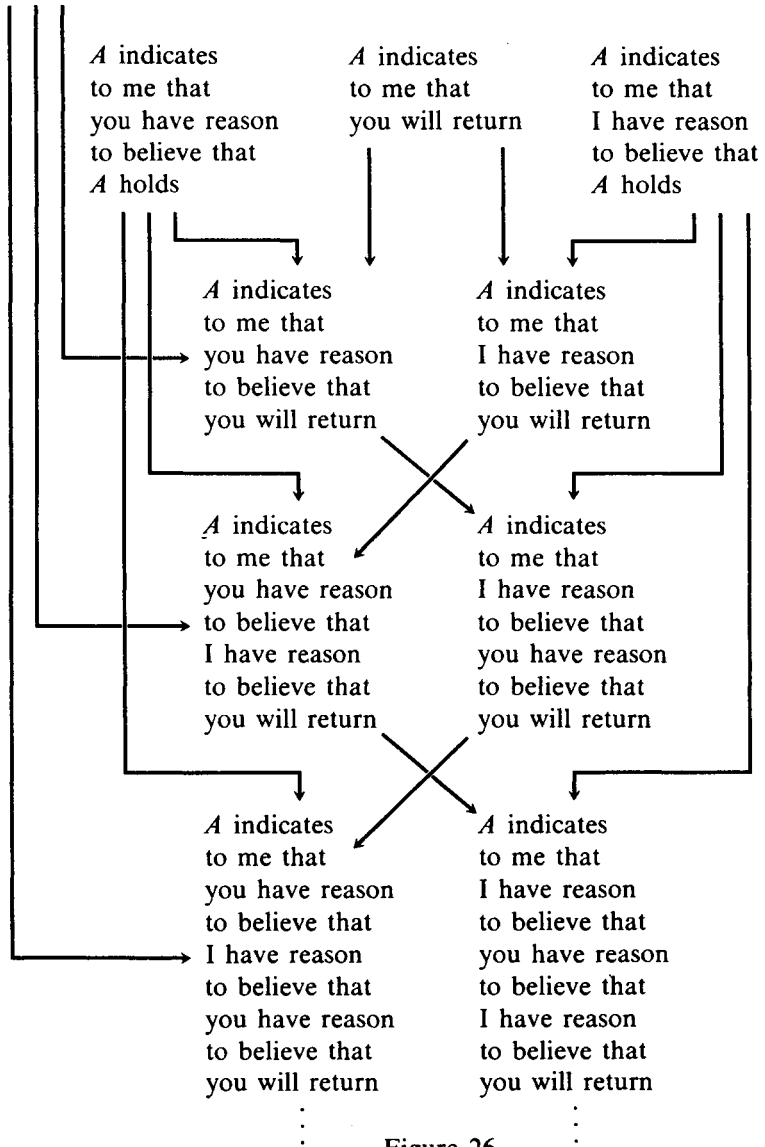 A indicates
to me that
you have reason
to believe that
A holds
A indicates
to me that
you will return
A indicates
to me that
I have reason
to believe that
A holds
A indicates
to me that
you have reason
to believe that
you will return
A indicates
to me that
I have reason
to believe that
you will return
A indicates
to me that
you have reason
to believe that
I have reason
to believe that
you will return
A indicates
to me that
I have reason
to believe that
you have reason
to believe that
you will return
A indicates
to me that
you have reason
to believe that
I have reason
to believe that
you have reason
to believe that
you will return
A indicates
to me that
I have reason
to believe that
you have reason
to believe that
I have reason
to believe that
you will return
Figure 26